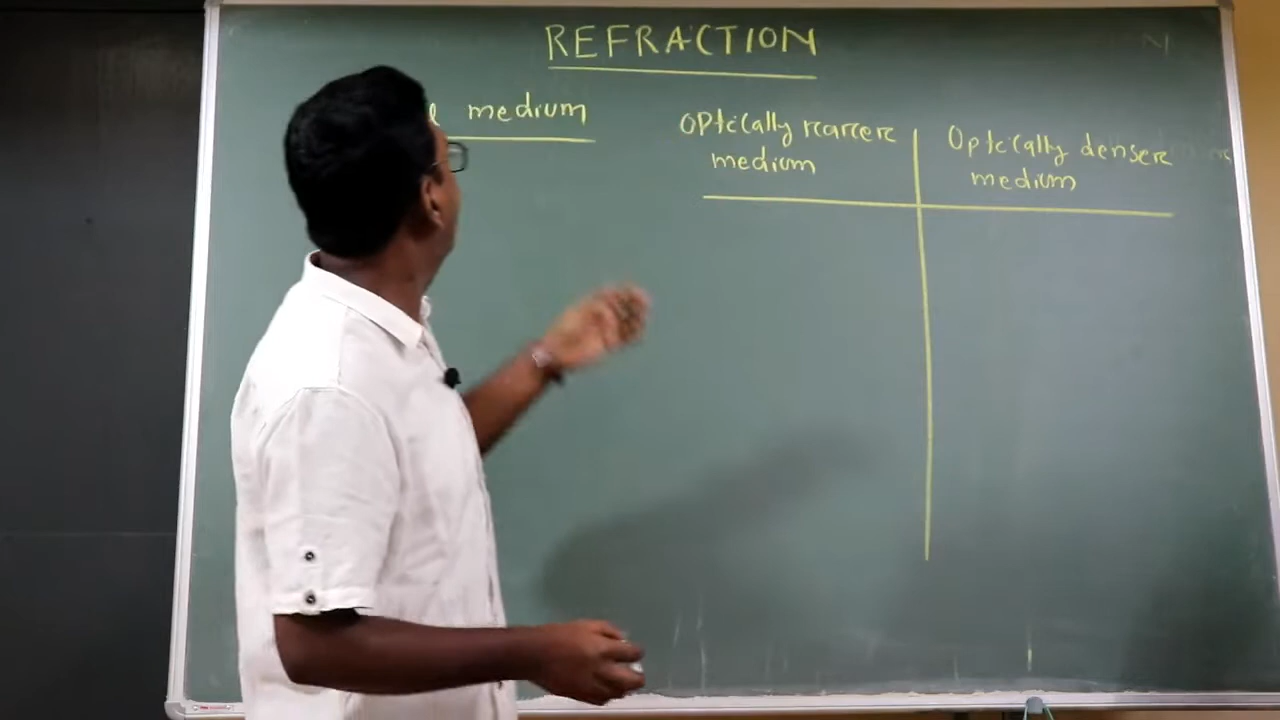 REFRACTION
medium
Optically rarer
medium
Optically denser
medium